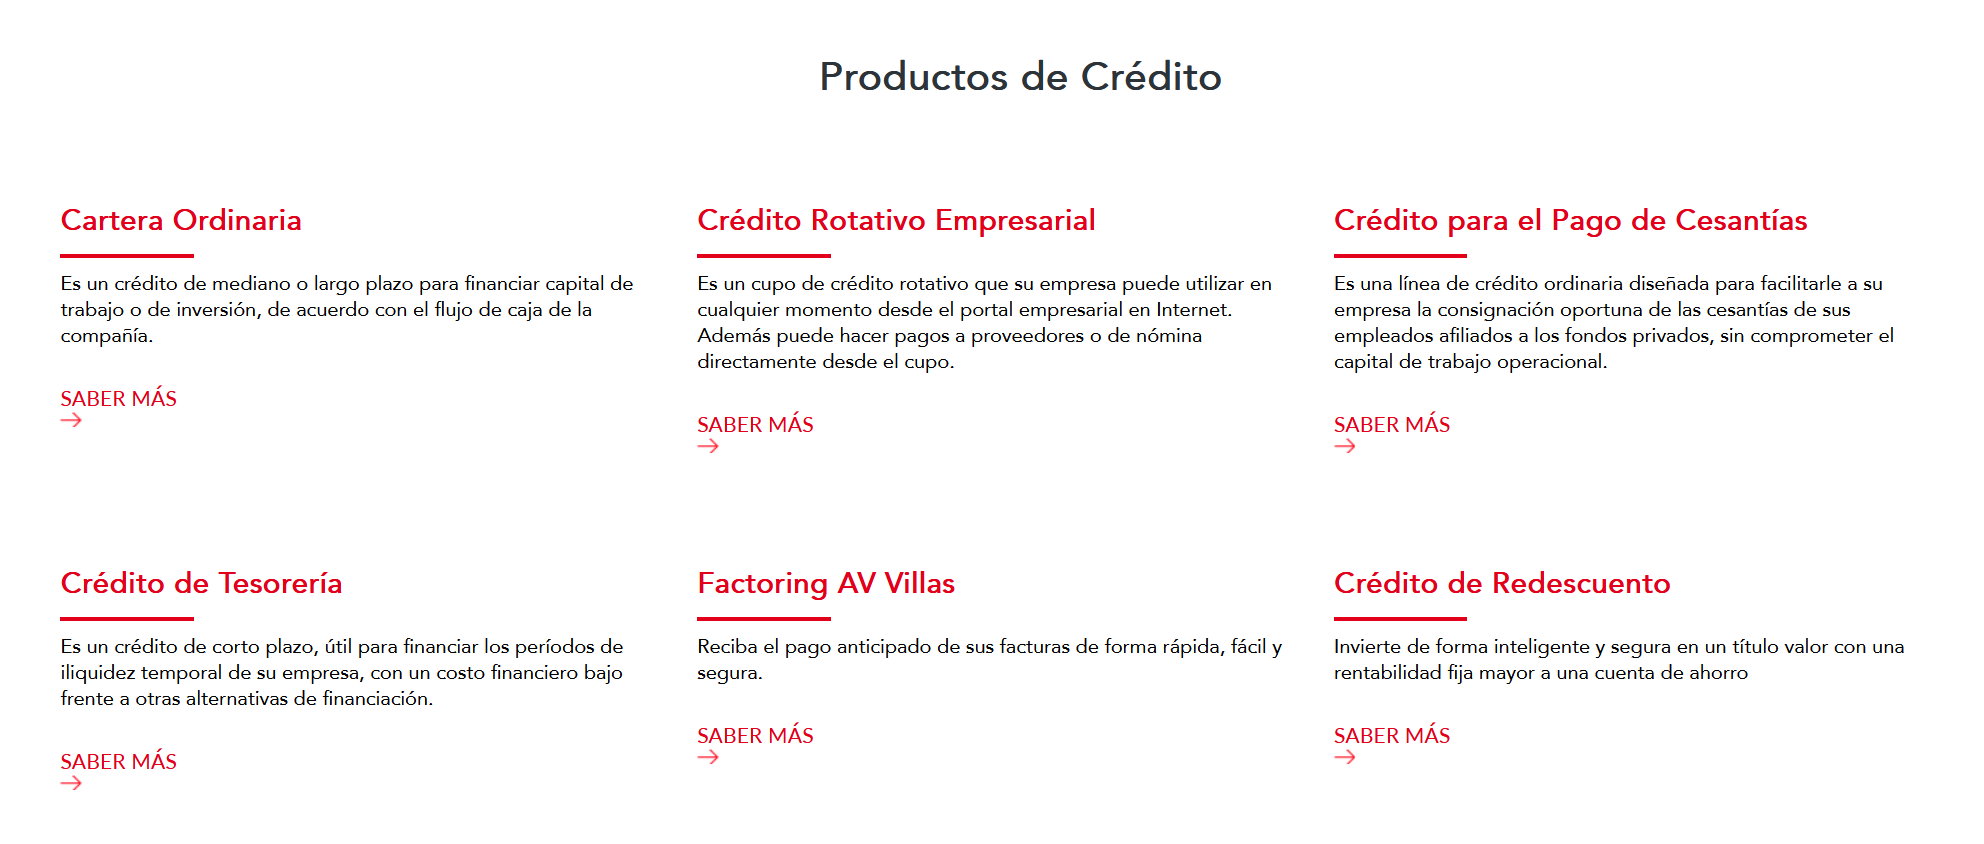 Productos de Crédito
Cartera Ordinaria
Es un crédito de mediano o largo plazo para financiar capital de
trabajo o de inversión, de acuerdo con el flujo de caja de la
compañía.
SABER MÁS
Crédito Rotativo Empresarial
Es un cupo de crédito rotativo que su empresa puede utilizar en
cualquier momento desde el portal empresarial en Internet.
Además puede hacer pagos a proveedores o de nómina
directamente desde el cupo.
SABER MÁS
Crédito para el Pago de Cesantías
Es una línea de crédito ordinaria diseñada para facilitarle a su
empresa la consignación oportuna de las cesantías de sus
empleados afiliados a los fondos privados, sin comprometer el
capital de trabajo operacional.
SABER MÁS
Crédito de Tesorería
Es un crédito de corto plazo, útil para financiar los períodos de
iliquidez temporal de su empresa, con un costo financiero bajo
frente a otras alternativas de financiación.
SABER MÁS
Factoring AV Villas
Reciba el pago anticipado de sus facturas de forma rápida, fácil y
segura.
SABER MÁS
Crédito de Redescuento
Invierte de forma inteligente y segura en un título valor con una
rentabilidad fija mayor a una cuenta de ahorro
SABER MÁS